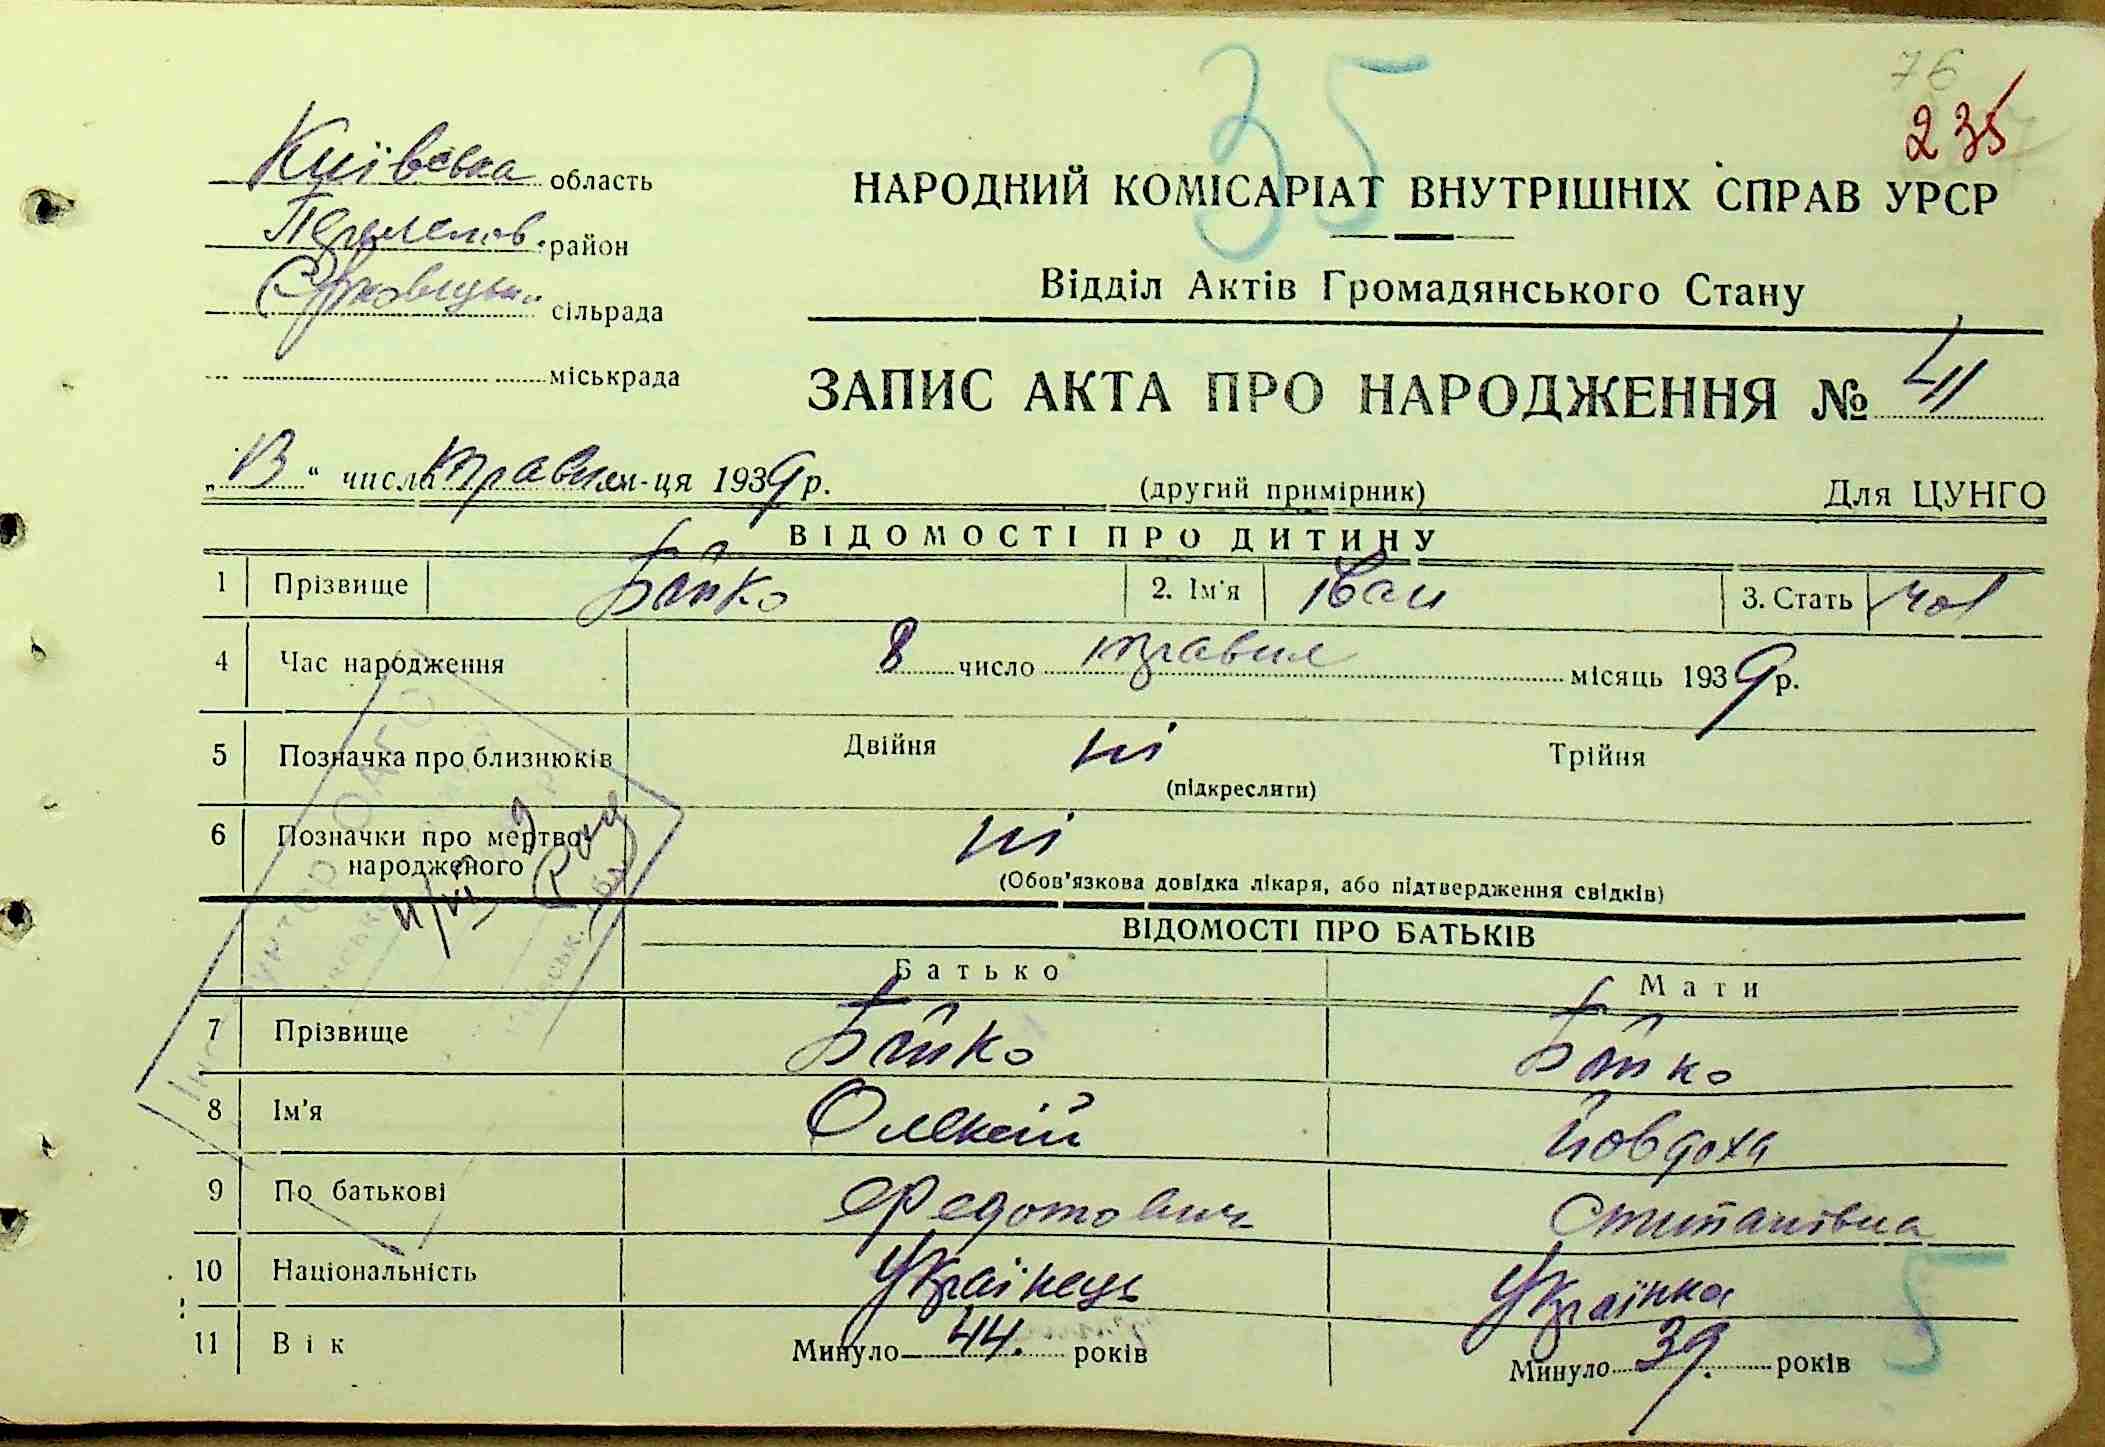 76
235
35
Київська область
район
сільрада
міськрада
НАРОДНИЙ КОМІСАРІАТ ВНУТРІШНІХ СПРАВ УРСР
Відділ Актів Громадянського Стану
ЗАПИС АКТА ПРО НАРОДЖЕННЯ №
„13“ числа травня м-ця 1939 р.
(другий примірник)
Для ЦУНГО
ВІДОМОСТІ ПРО ДИТИНУ
1 Прізвище Бойко 2. Ім'я Іван 3. Стать чол
4 Час народження 8 число травня місяць 1939 р.
5 Позначка про близнюків Двійня ні Трійня
(підкреслити)
6 Позначки про мертво-
народженого ні
(Обов'язкова довідка лікаря, або підтвердження свідків)
ВІДОМОСТІ ПРО БАТЬКІВ
Батько Мати
7 Прізвище Бойко Бойко
8 Ім'я Олексій Йовдоха
9 По батькові Федотович Степанівна
10 Національність Українець Українка
11 Вік Минуло 44. років Минуло 39. років
5